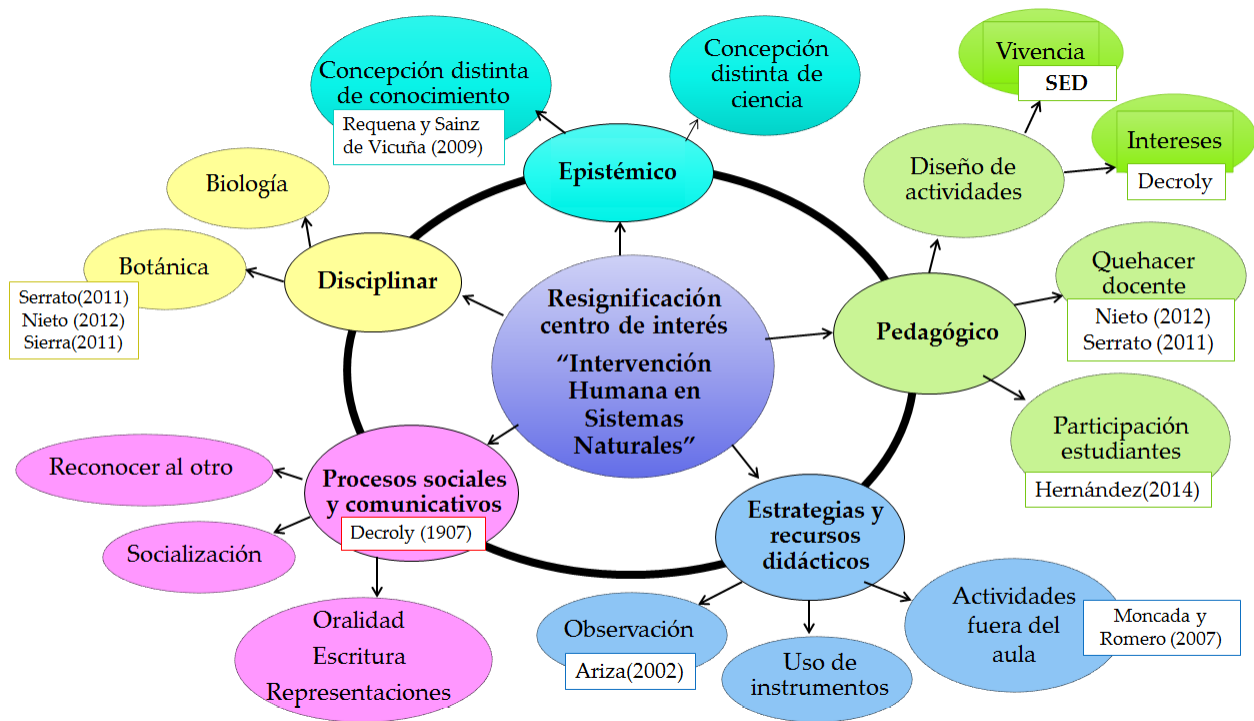 Concepción distinta
de conocimiento
Requena y Sainz
de Vicuña (2009)
Concepción
distinta de
ciencia
Epistémico
Vivencia
SED
Intereses
Decroly
Diseño de
actividades
Quehacer
docente
Nieto (2012)
Serrato (2011)
Pedagógico
Participación
estudiantes
Hernández(2014)
Biología
Botánica
Serrato(2011)
Nieto (2012)
Sierra(2011)
Disciplinar
Resignificación
centro de interés
“Intervención
Humana en
Sistemas
Naturales”
Reconocer al otro
Socialización
Procesos sociales
y comunicativos
Decroly (1907)
Oralidad
Escritura
Representaciones
Estrategias y
recursos
didácticos
Observación
Ariza(2002)
Uso de
instrumentos
Actividades
fuera del
aula
Moncada y
Romero (2007)